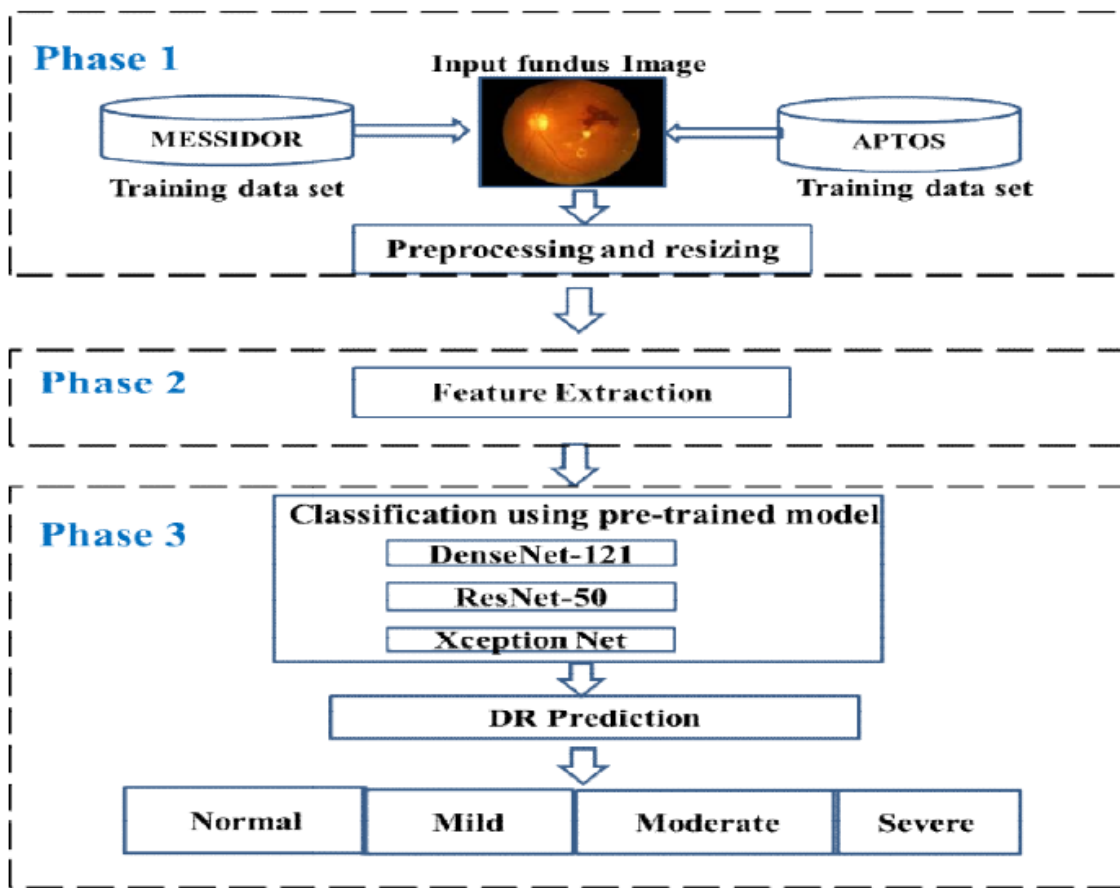 Phase 1
Input fundus Image
MESSIDOR
APTOS
Training data set
Training data set
Preprocessing and resizing
Phase 2
Feature Extraction
Phase 3
Classification using pre-trained model
DenseNet-121
ResNet-50
Xception Net
DR Prediction
Normal
Mild
Moderate
Severe